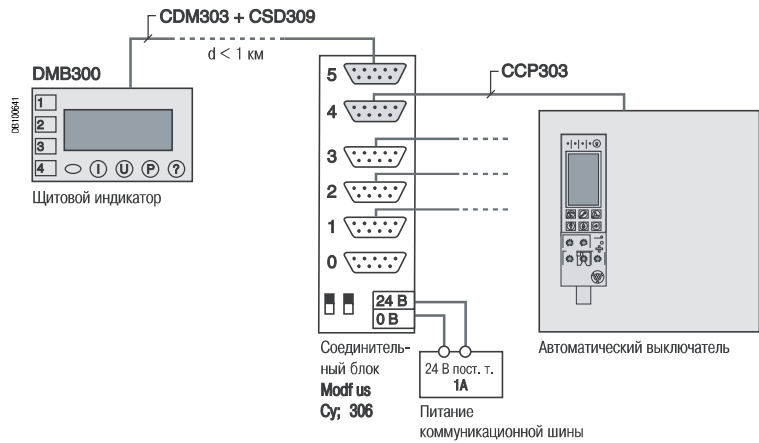 CDM303 + CSD309
d < 1 км
DMB300
CCP303
DB100641
1
2
3
4
I U P ?
Щитовой индикатор
5
4
3
2
1
0
24 В
0 В
Соединитель-
ный блок
Modf us
Су; 306
24 В пост. т.
1А
Питание
коммуникационной шины
Автоматический выключатель